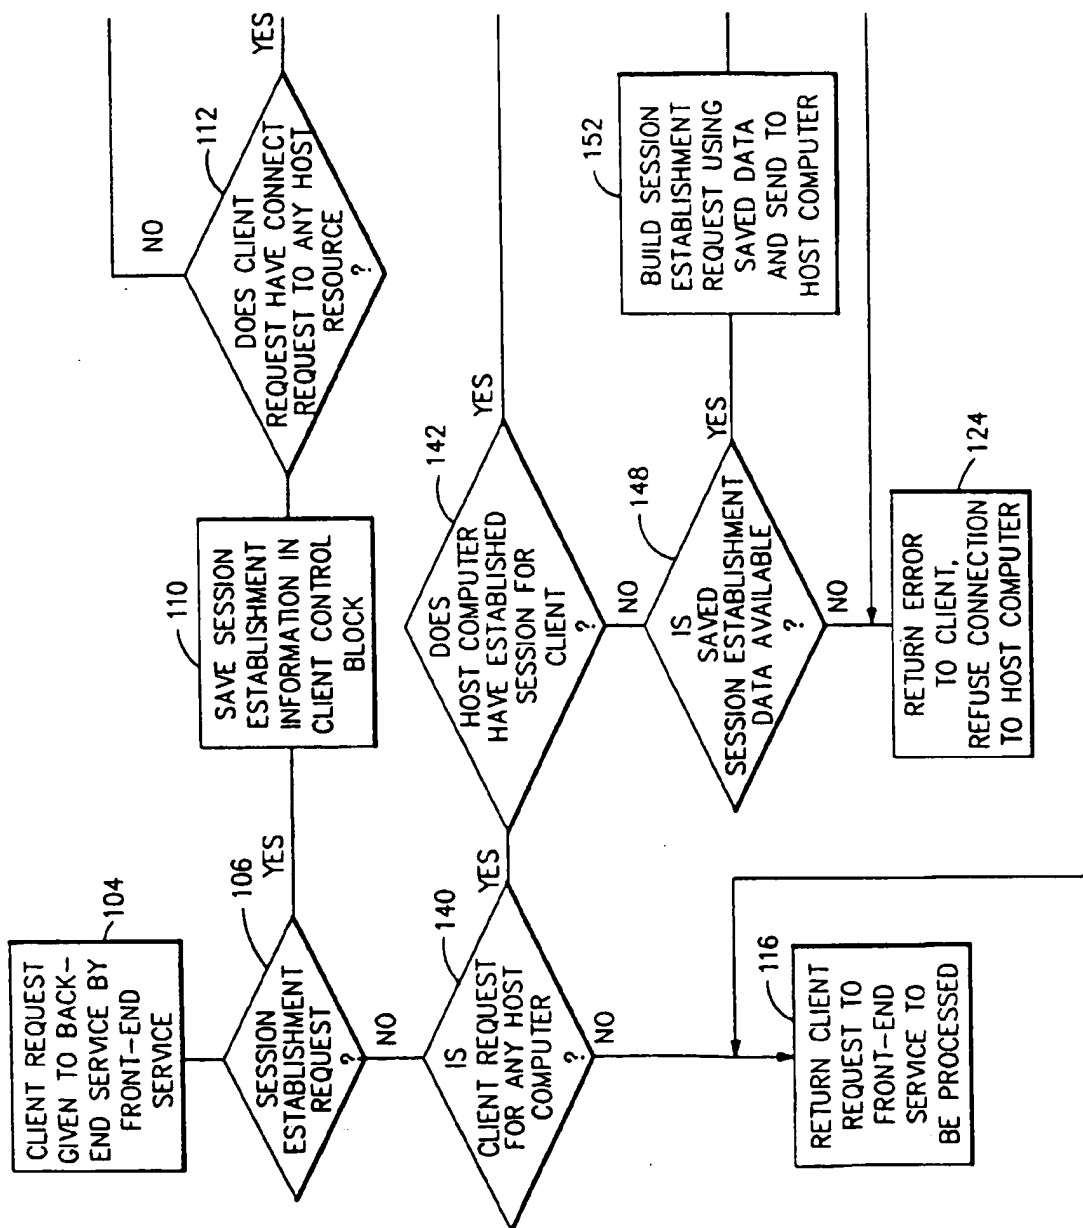 CLIENT REQUEST
GIVEN TO BACK-
END SERVICE BY
FRONT-END
SERVICE
104
SESSION
ESTABLISHMENT
REQUEST
?
106
YES
NO
SAVE SESSION
ESTABLISHMENT
INFORMATION IN
CLIENT CONTROL
BLOCK
110
DOES CLIENT
REQUEST HAVE CONNECT
REQUEST TO ANY HOST
RESOURCE
?
112
NO
YES
IS
CLIENT REQUEST
FOR ANY HOST
COMPUTER
?
140
YES
NO
DOES
HOST COMPUTER
HAVE ESTABLISHED
SESSION FOR
CLIENT
?
142
YES
NO
IS
SAVED
SESSION ESTABLISHMENT
DATA AVAILABLE
?
148
YES
NO
BUILD SESSION
ESTABLISHMENT
REQUEST USING
SAVED DATA
AND SEND TO
HOST COMPUTER
152
RETURN CLIENT
REQUEST TO
FRONT-END
SERVICE TO
BE PROCESSED
116
RETURN ERROR
TO CLIENT,
REFUSE CONNECTION
TO HOST COMPUTER
124